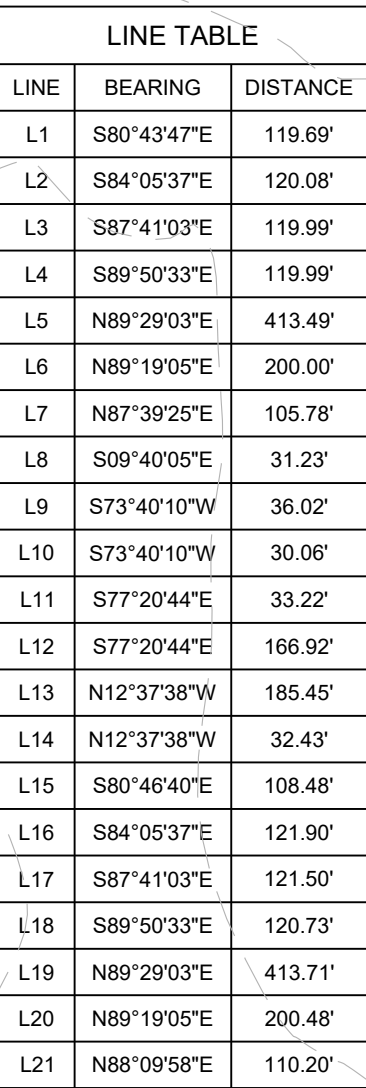 LINE TABLE
LINE BEARING DISTANCE
L1 S80°43'47"E 119.69'
L2 S84°05'37"E 120.08'
L3 S87°41'03"E 119.99'
L4 S89°50'33"E 119.99'
L5 N89°29'03"E 413.49'
L6 N89°19'05"E 200.00'
L7 N87°39'25"E 105.78'
L8 S09°40'05"E 31.23'
L9 S73°40'10"W 36.02'
L10 S73°40'10"W 30.06'
L11 S77°20'44"E 33.22'
L12 S77°20'44"E 166.92'
L13 N12°37'38"W 185.45'
L14 N12°37'38"W 32.43'
L15 S80°46'40"E 108.48'
L16 S84°05'37"E 121.90'
L17 S87°41'03"E 121.50'
L18 S89°50'33"E 120.73'
L19 N89°29'03"E 413.71'
L20 N89°19'05"E 200.48'
L21 N88°09'58"E 110.20'